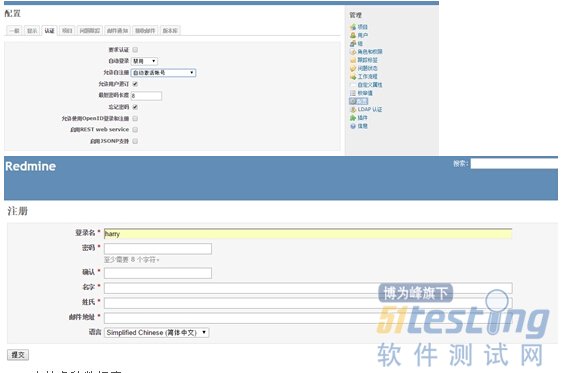 配置
一般 显示 认证 项目 问题跟踪 邮件通知 接收邮件 版本库
要求认证
自动登录 禁用
允许自注册 自动激活帐号
允许用户退订
最短密码长度 8
忘记密码
允许使用OpenID登录和注册
启用REST web service
启用JSONP支持
管理
项目
用户
组
角色和权限
跟踪标签
问题状态
工作流程
自定义属性
枚举值
配置
LDAP 认证
插件
信息
Redmine
搜索:
注册
登录名 * harry
密码 *
至少需要 8 个字符。
确认 *
名字 *
姓氏 *
邮件地址 *
语言 Simplified Chinese (简体中文)
提交
博为峰旗下
51testing
软件测试网